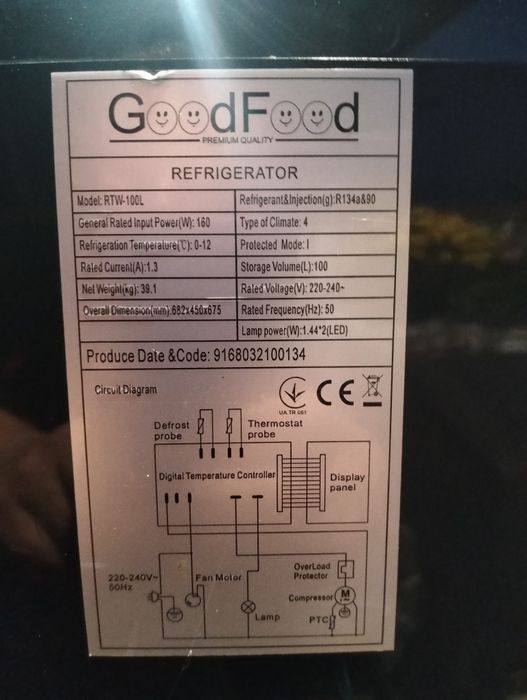 GoodFood
PREMIUM QUALITY
REFRIGERATOR
Model: RTW-100L
Refrigerant&Injection(g):R134a&90
General Rated Input Power(W): 160
Type of Climate: 4
Refrigeration Temperature(℃): 0-12
Protected Mode: I
Rated Current(A):1.3
Storage Volume(L):100
Net Weight(kg): 39.1
Rated Voltage(V): 220-240~
Overall Dimension(mm):682x450x675
Rated Frequency(Hz): 50
Lamp power(W):1.44*2(LED)
Produce Date &Code: 9168032100134
Circuit Diagram
UA TR.061
CE
Defrost
probe
Thermostat
probe
Digital Temperature Controller
Display
panel
220-240V~
50Hz
Fan Motor
Lamp
OverLoad
Protector
Compressor
M
PTC